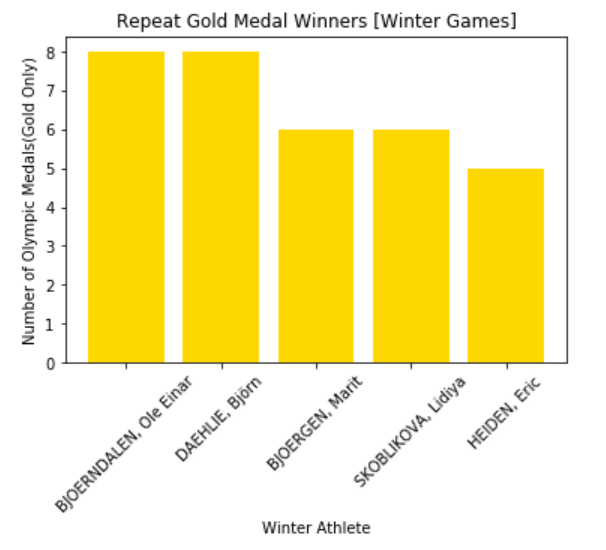 Repeat Gold Medal Winners [Winter Games]
Number of Olympic Medals(Gold Only)
8
7
6
5
4
3
2
1
0
BJOERNDALEN, Ole Einar
DAEHLIE, Björn
BJOERGEN, Marit
SKOBLIKOVA, Lidiya
HEIDEN, Eric
Winter Athlete